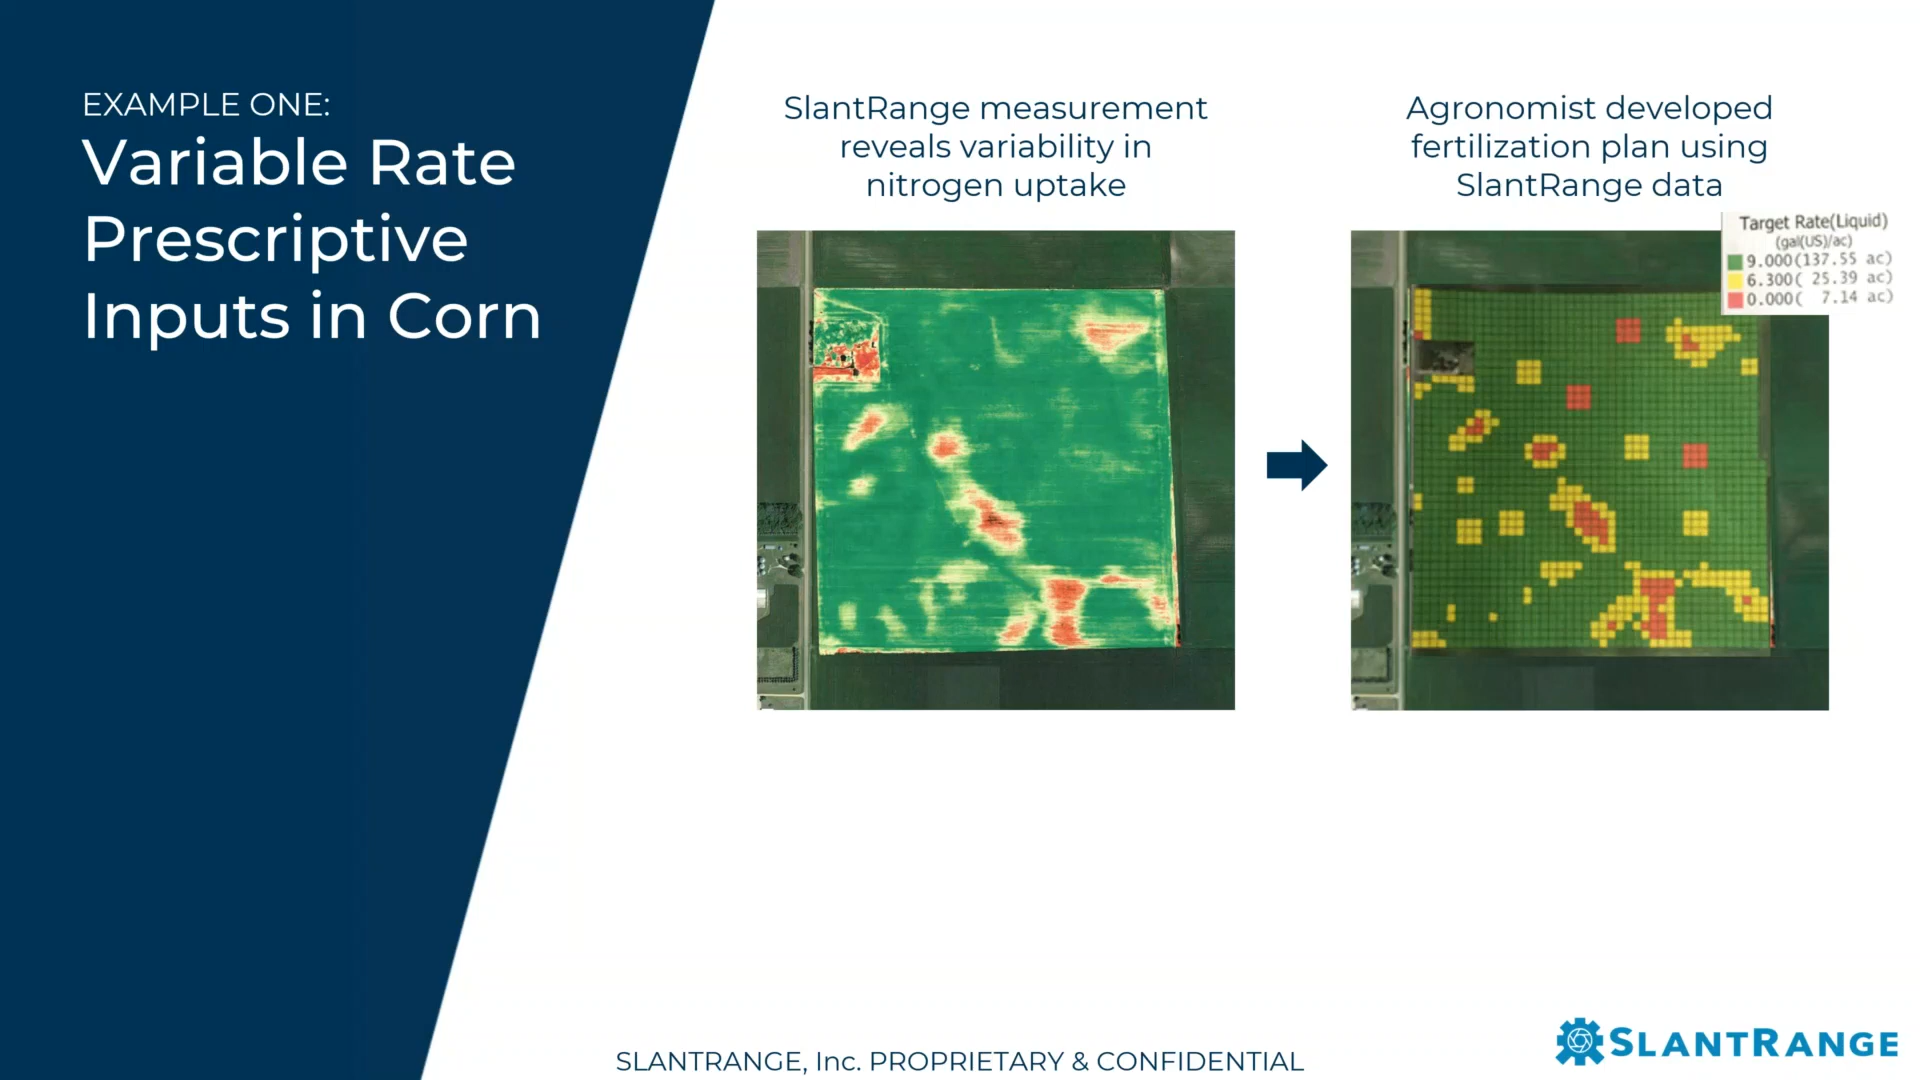 EXAMPLE ONE:
Variable Rate
Prescriptive
Inputs in Corn
SlantRange measurement
reveals variability in
nitrogen uptake
Agronomist developed
fertilization plan using
SlantRange data
Target Rate(Liquid)
(gal(US)/ac)
9.000(137.55 ac)
6.300( 25.39 ac)
0.000( 7.14 ac)
SLANTRANGE, Inc. PROPRIETARY & CONFIDENTIAL
SLANTRANGE